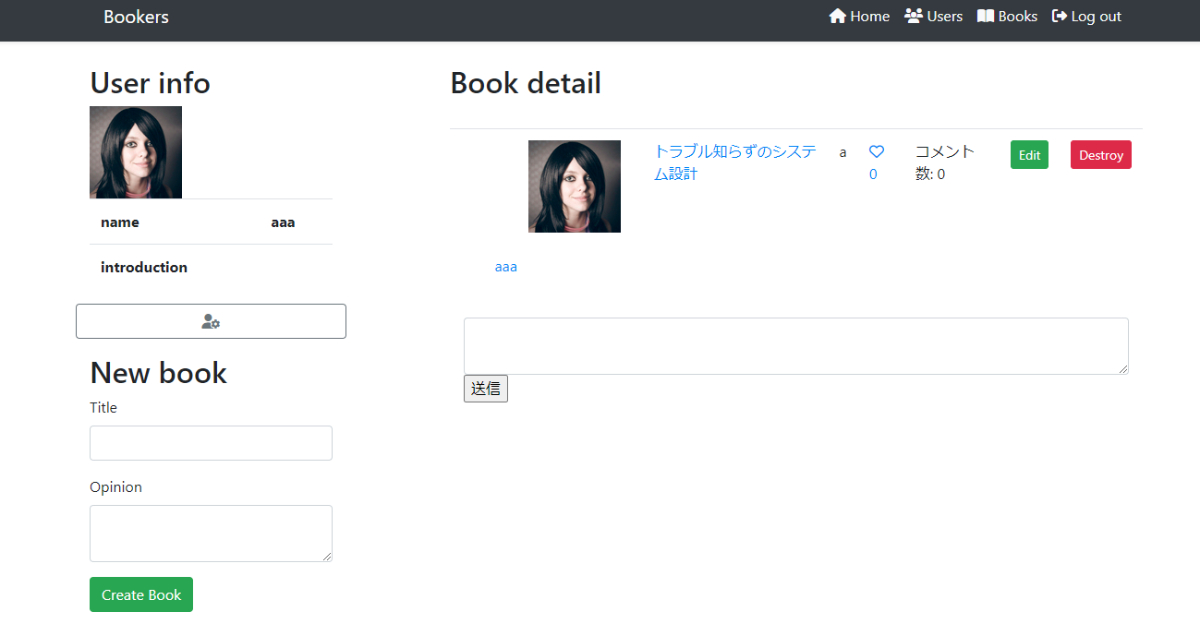 Bookers
Home Users Books Log out
User info
name aaa
introduction
New book
Title
Opinion
Create Book
Book detail
トラブル知らずのシステ
ム設計
a
0
コメント
数: 0
Edit
Destroy
aaa
送信